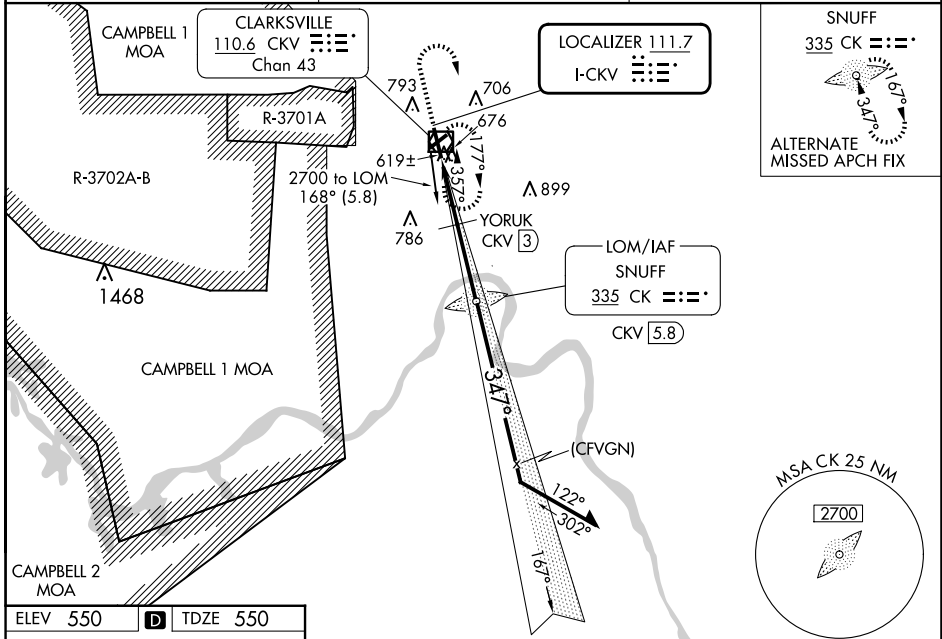 CAMPBELL 1
MOA
CLARKSVILLE
110.6 CKV
Chan 43
LOCALIZER 111.7
I-CKV
SNUFF
335 CK
167°
347°
ALTERNATE
MISSED APCH FIX
793
706
676
R-3701A
619±
177°
357°
2700 to LOM
168° (5.8)
R-3702A-B
899
786
YORUK
CKV 3
LOM/IAF
SNUFF
335 CK
CKV 5.8
1468
CAMPBELL 1 MOA
347°
(CFVGN)
122°
302°
167°
MSA CK 25 NM
2700
CAMPBELL 2
MOA
ELEV 550 D TDZE 550